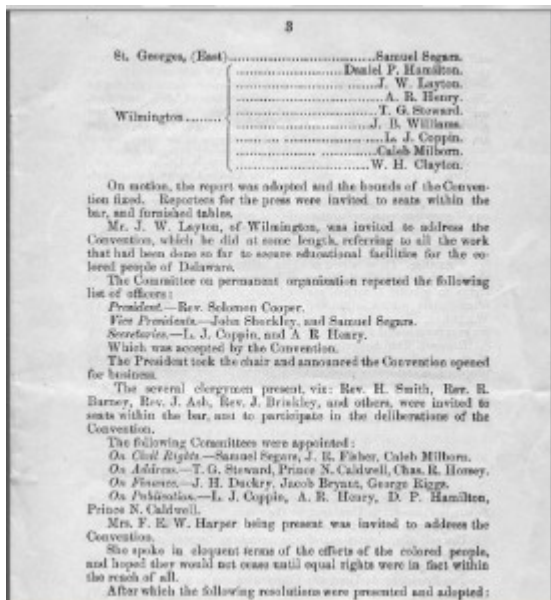 3
St. Georges, (East)..............................Samuel Segars.
......................Daniel P. Hamilton.
..............................J. W. Layton.
..............................A. R. Henry.
Wilmington ........ ..............................T. G. Steward.
..............................J. B. Williams.
...... ..... ................L. J. Coppin.
................ ................Caleb Milborn.
..............................W. H. Clayton.
On motion, the report was adopted and the bounds of the Conven-
tion fixed. Reporters for the press were invited to seats within the
bar, and furnished tables.
Mr. J. W. Layton, of Wilmington, was invited to address the
Convention, which he did at some length, referring to all the work
that had been done so far to secure educational facilities for the co-
lored people of Delaware.
The Committee on permanent organization reported the following
list of officers:
President.—Rev. Solomon Cooper.
Vice Presidents.—John Shockley, and Samuel Segars.
Secretaries.—L. J. Coppin, and A R Henry.
Which was accepted by the Convention.
The President took the chair and announced the Convention opened
for business.
The several clergymen present, viz: Rev. H. Smith, Rev. R.
Barney, Rev. J. Ash, Rev. J. Brinkley, and others, were invited to
seats within the bar, and to participate in the deliberations of the
Convention.
The following Committees were appointed:
On Civil Rights.—Samuel Segars, J. R. Fisher, Caleb Milborn.
On Address.—T. G. Steward, Prince N. Caldwell, Chas. R.
On Finance.—J. H. Jacob Bryant, George Riggs.
On Publication.—L. J. Coppin, A. R. Henry, D. P. Hamilton,
Prince N. Caldwell.
Mrs. F. E. W. Harper being present was invited to address the
Convention.
She spoke in eloquent terms of the efforts of the colored people,
and hoped they would not cease until equal rights were in fact within
the reach of all.
After which the following resolutions were presented and adopted: